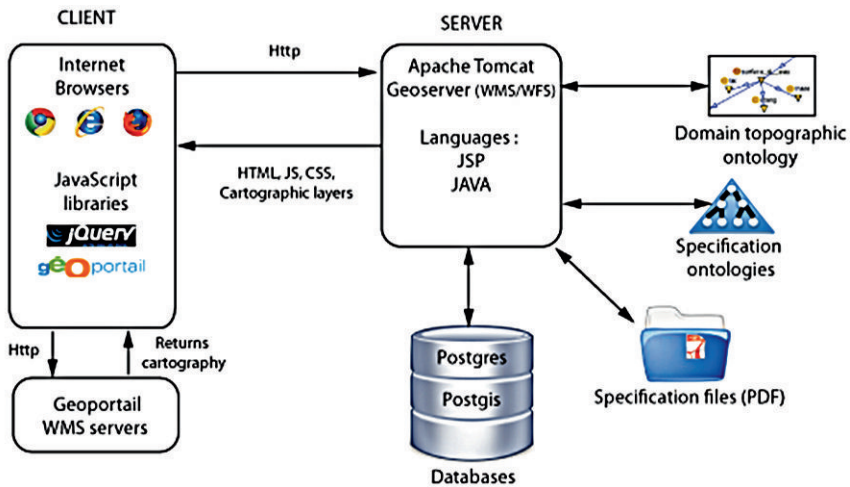 CLIENT
Internet
Browsers
JavaScript
libraries
jQuery
géoportail
Http
Returns
cartography
Geoportail
WMS servers
Http
HTML, JS, CSS,
Cartographic layers
SERVER
Apache Tomcat
Geoserver (WMS/WFS)
Languages :
JSP
JAVA
Postgres
Postgis
Databases
Domain topographic
ontology
Specification
ontologies
Specification files (PDF)